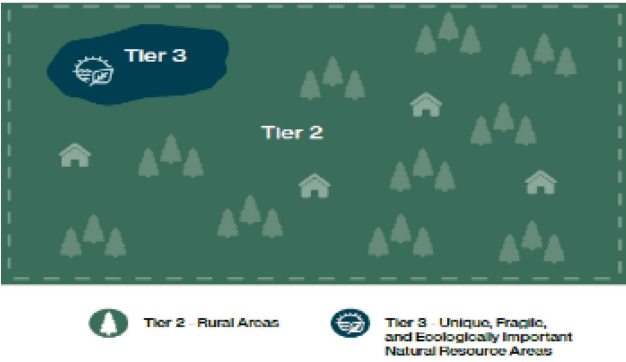 Tier 3
Tier 2
Tier 2 - Rural Areas
Tier 3 - Unique, Fragile,
and Ecologically Important
Natural Resource Areas